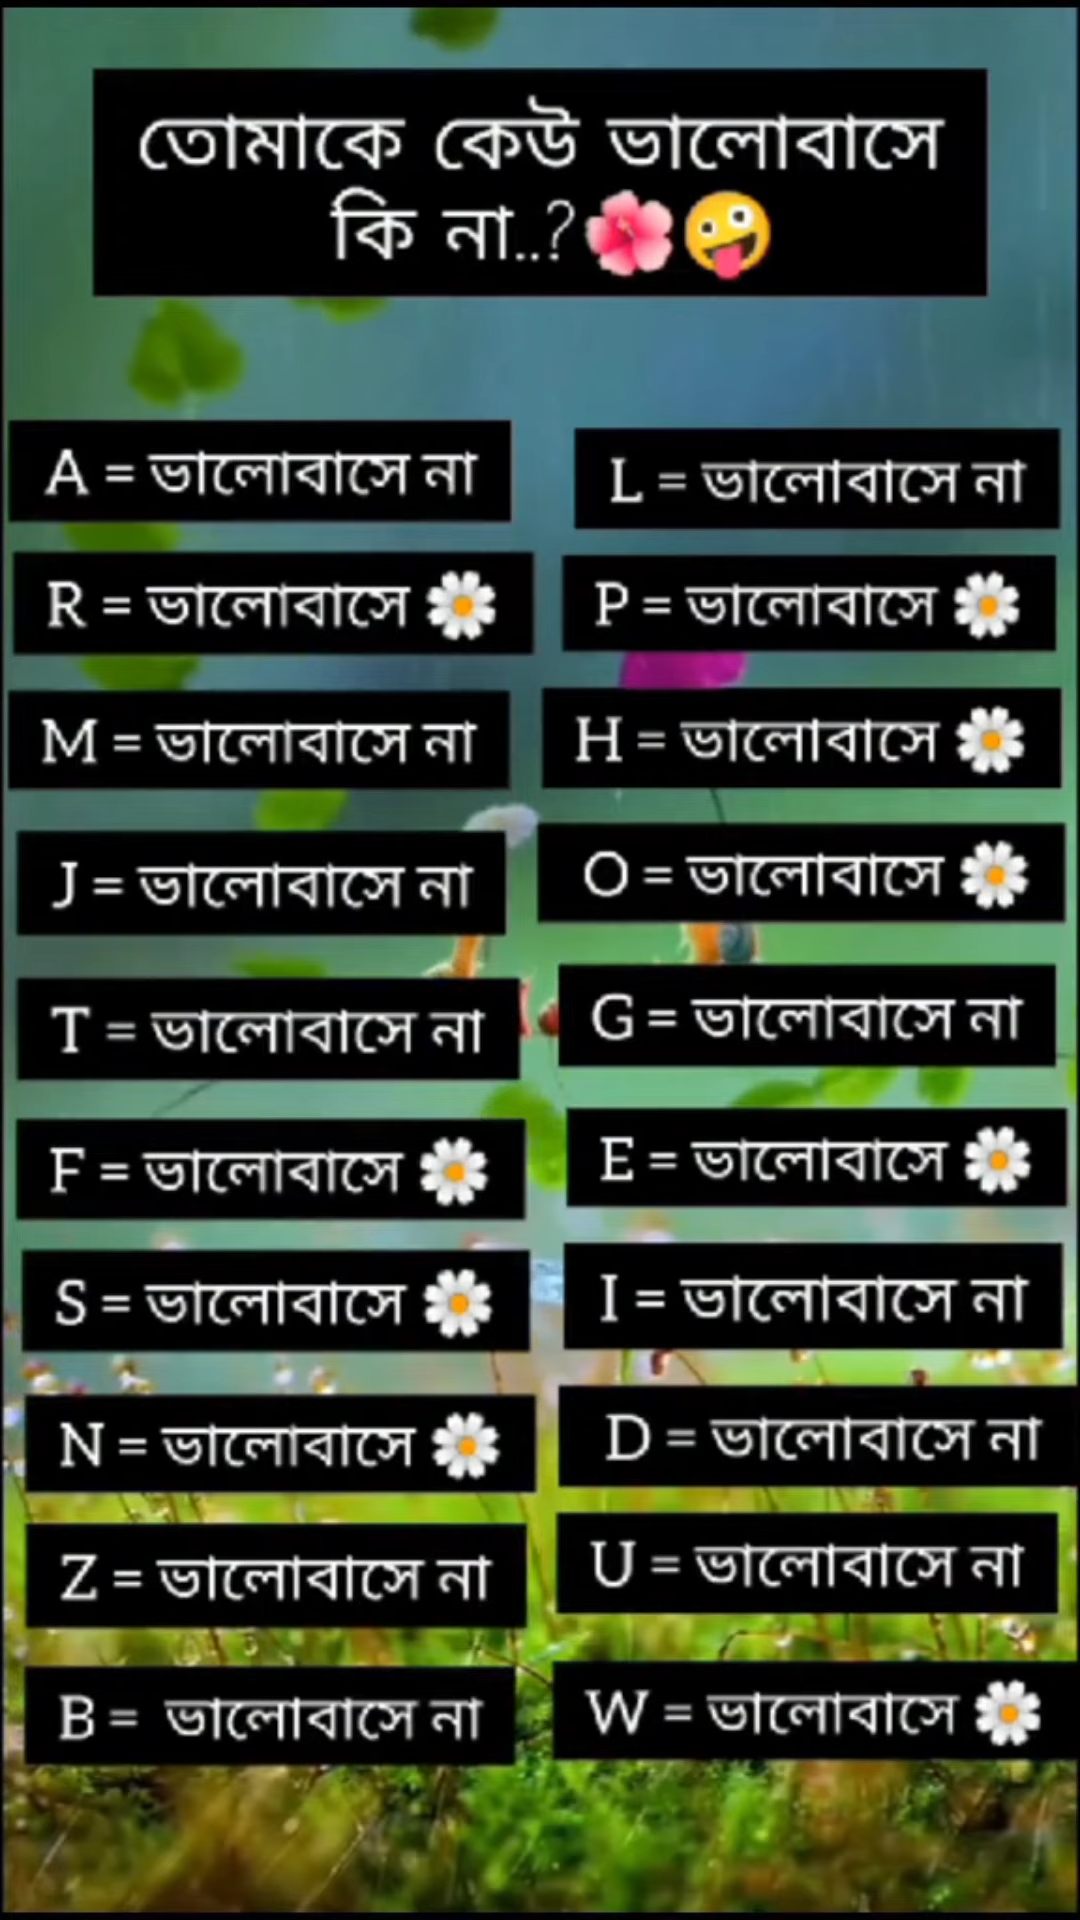 তোমাকে কেউ ভালোবাসে
কি না..?🌺🤪
A = ভালোবাসে না
L = ভালোবাসে না
R = ভালোবাসে 🌼
P = ভালোবাসে 🌼
M = ভালোবাসে না
H = ভালোবাসে 🌼
J = ভালোবাসে না
O = ভালোবাসে 🌼
T = ভালোবাসে না
G = ভালোবাসে না
F = ভালোবাসে 🌼
E = ভালোবাসে 🌼
S = ভালোবাসে 🌼
I = ভালোবাসে না
N = ভালোবাসে 🌼
D = ভালোবাসে না
Z = ভালোবাসে না
U = ভালোবাসে না
B = ভালোবাসে না
W = ভালোবাসে 🌼